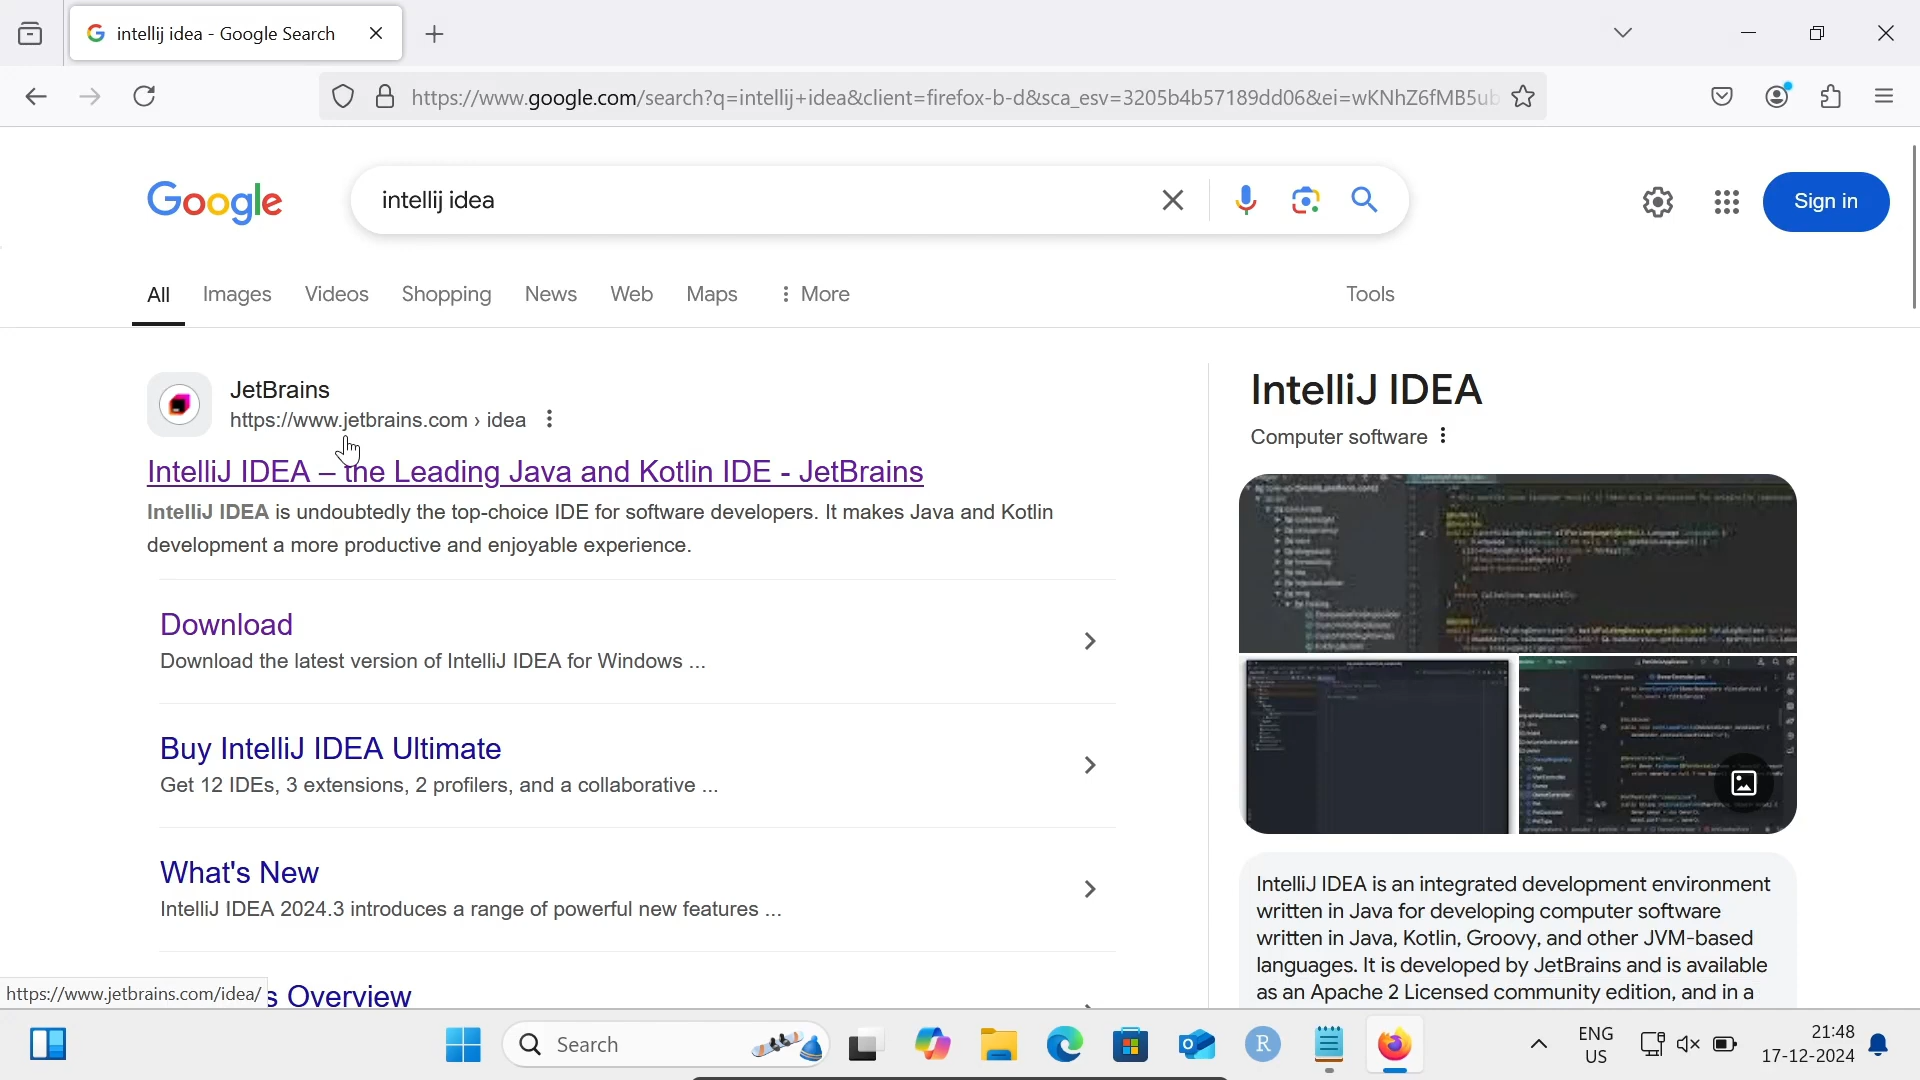 intellij idea - Google Search
https://www.google.com/search?q=intellij+idea&client=firefox-b-d&sca_esv=3205b4b57189dd06&ei=wKNhZ6fMB5ub
Google
intellij idea
Sign in
All Images Videos Shopping News Web Maps More Tools
JetBrains
https://www.jetbrains.com › idea
IntelliJ IDEA – the Leading Java and Kotlin IDE - JetBrains
IntelliJ IDEA is undoubtedly the top-choice IDE for software developers. It makes Java and Kotlin
development a more productive and enjoyable experience.
Download
Download the latest version of IntelliJ IDEA for Windows ...
Buy IntelliJ IDEA Ultimate
Get 12 IDEs, 3 extensions, 2 profilers, and a collaborative ...
What's New
IntelliJ IDEA 2024.3 introduces a range of powerful new features ...
s Overview
https://www.jetbrains.com/idea/
IntelliJ IDEA
Computer software
IntelliJ IDEA is an integrated development environment
written in Java for developing computer software
written in Java, Kotlin, Groovy, and other JVM-based
languages. It is developed by JetBrains and is available
as an Apache 2 Licensed community edition, and in a
Search
R
ENG
US
21:48
17-12-2024